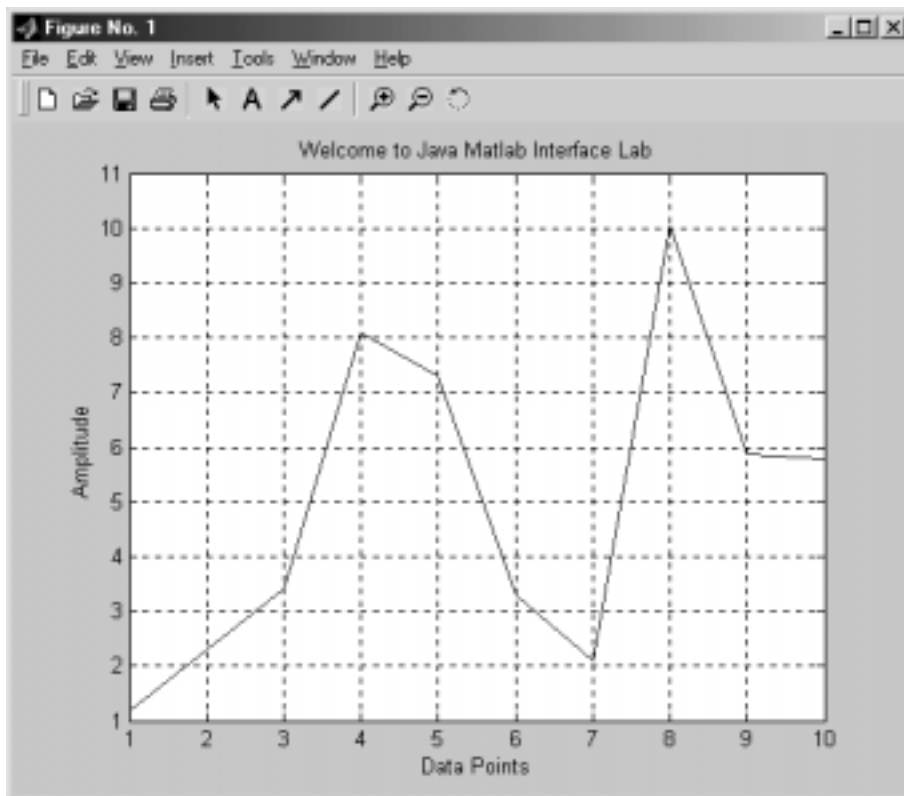 Figure No. 1
File Edit View Insert Tools Window Help
A
Welcome to Java Matlab Interface Lab
11
10
9
8
7
6
5
4
3
2
1
Amplitude
1 2 3 4 5 6 7 8 9 10
Data Points